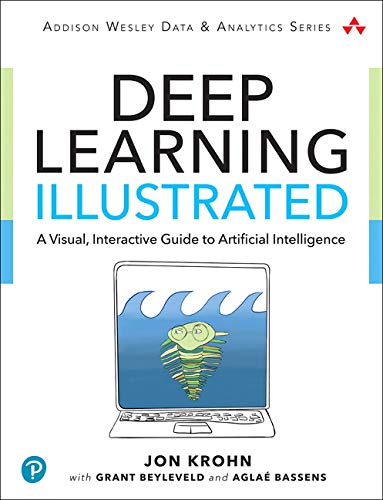 ADDISON WESLEY DATA & ANALYTICS SERIES
DEEP
LEARNING
ILLUSTRATED
A Visual, Interactive Guide to Artificial Intelligence
JON KROHN
with GRANT BEYLEVELD and AGLAÉ BASSENS
P